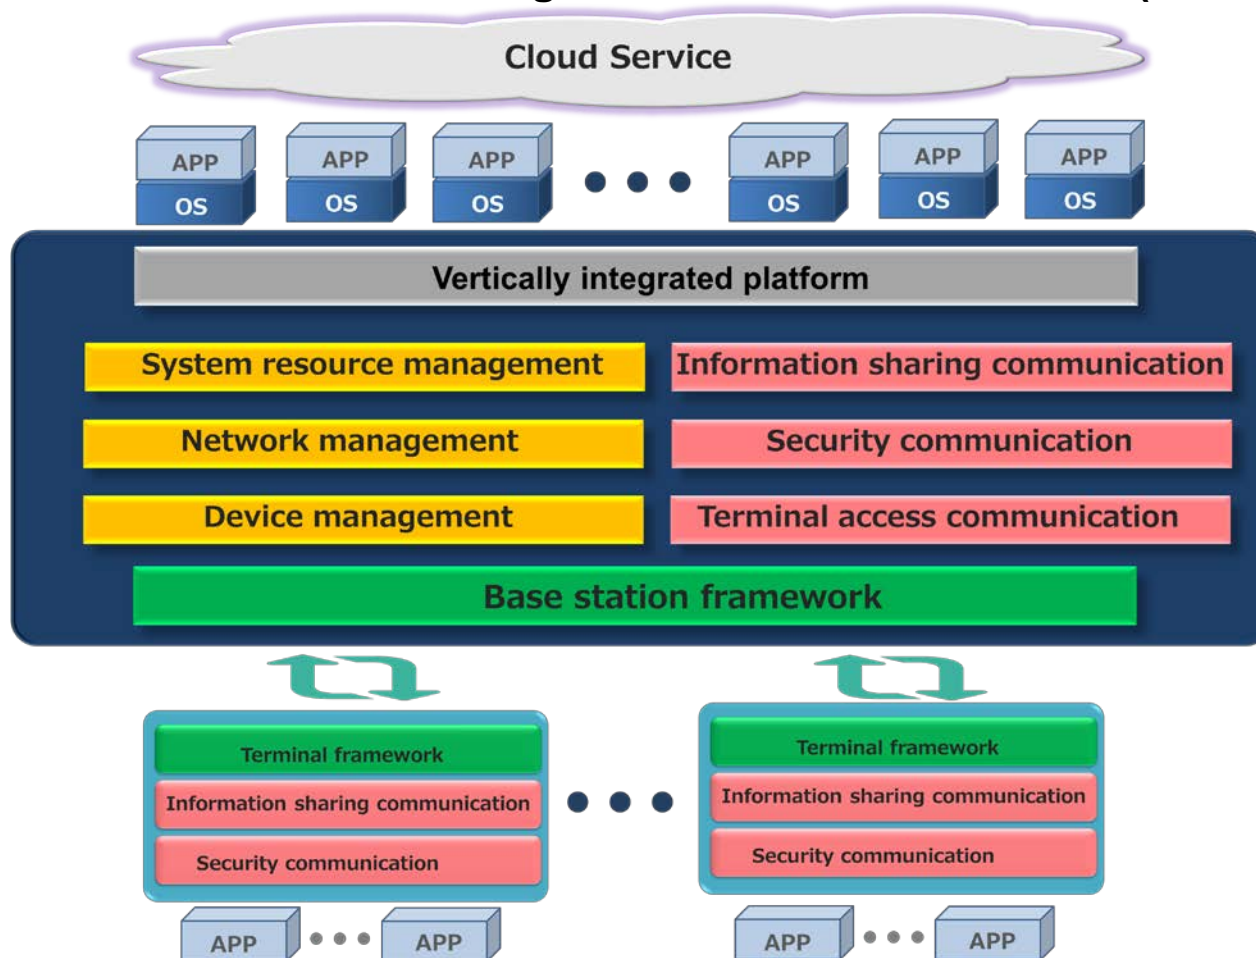 Cloud Service
APP APP APP APP APP APP
OS OS OS OS OS OS
Vertically integrated platform
System resource management Information sharing communication
Network management Security communication
Device management Terminal access communication
Base station framework
Terminal framework Terminal framework
Information sharing communication Information sharing communication
Security communication Security communication
APP APP APP APP